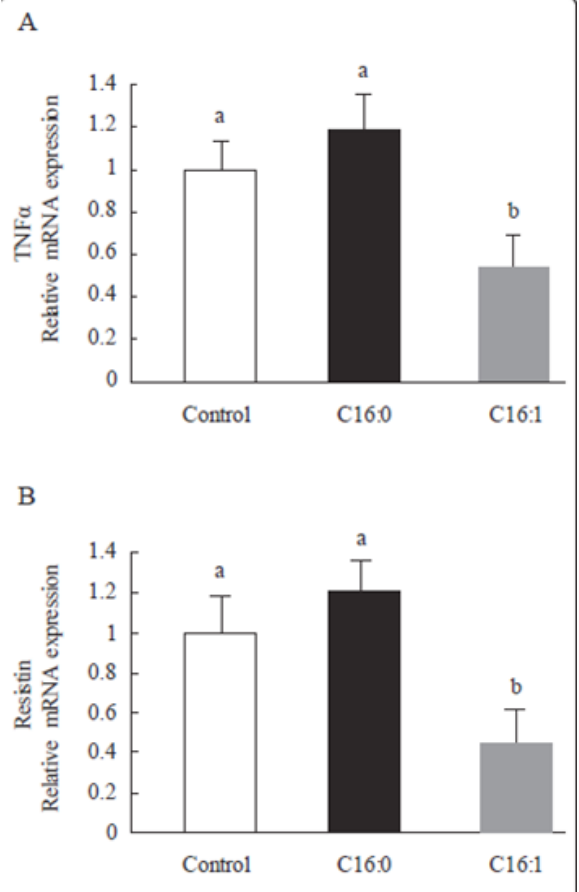 A
TNFα
Relative mRNA expression
1.4
1.2
1
0.8
0.6
0.4
0.2
0
a
a
b
Control C16:0 C16:1
B
Resistin
Relative mRNA expression
1.4
1.2
1
0.8
0.6
0.4
0.2
0
a
a
b
Control C16:0 C16:1